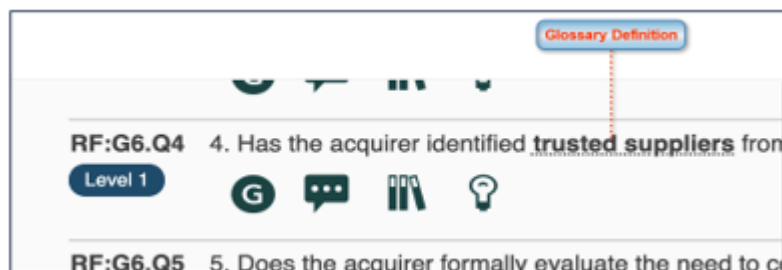 Glossary Definition
RF:G6.Q4 4. Has the acquirer identified trusted suppliers from
Level 1
G
RF:G6.Q5 5. Does the acquirer formally evaluate the need to